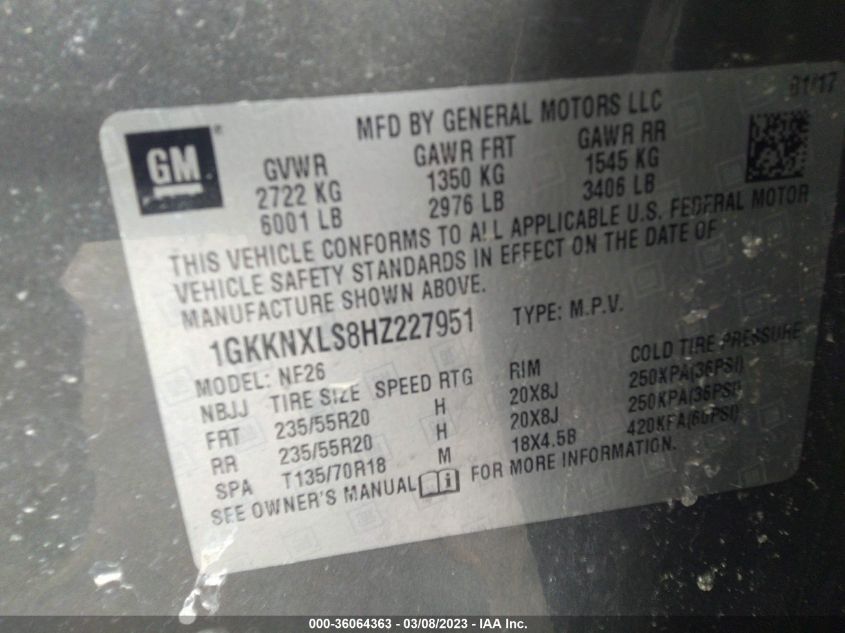 01/17
MFD BY GENERAL MOTORS LLC
GM®
GVWR GAWR FRT GAWR RR
2722 KG 1350 KG 1545 KG
6001 LB 2976 LB 3406 LB
THIS VEHICLE CONFORMS TO ALL APPLICABLE U.S. FEDERAL MOTOR
VEHICLE SAFETY STANDARDS IN EFFECT ON THE DATE OF
MANUFACTURE SHOWN ABOVE.
1GKKNXLS8HZ227951 TYPE: M.P.V.
MODEL: NF26
NBJJ TIRE SIZE SPEED RTG RIM COLD TIRE PRESSURE
FRT 235/55R20 H 20X8J 250KPA(36PSI)
RR 235/55R20 H 20X8J 250KPA(36PSI)
SPA T135/70R18 M 18X4.5B 420KPA(60PSI)
SEE OWNER'S MANUAL FOR MORE INFORMATION.
000-36064363 - 03/08/2023 - IAA Inc.